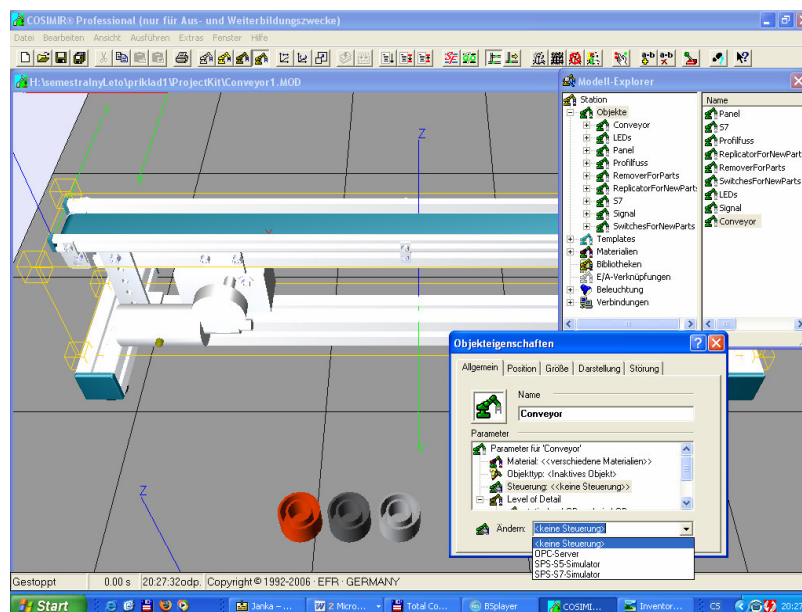 COSIMIR® Professional (nur für Aus- und Weiterbildungszwecke)
Datei Bearbeiten Ansicht Ausführen Extras Fenster Hilfe
H:\semestralnyLeto\priklad1\ProjectKit\Conveyor1.MOD
Z
Z
Modell-Explorer
Station
Objekte
Conveyor
LEDs
Panel
Profilfuss
RemoverForParts
ReplicatorForNewParts
S7
Signal
SwitchesForNewParts
Templates
Materialien
Bibliotheken
E/A-Verknüpfungen
Beleuchtung
Verbindungen
Name
Panel
S7
Profilfuss
ReplicatorForNewParts
RemoverForParts
SwitchesForNewParts
LEDs
Signal
Conveyor
Objekteigenschaften
Allgemein Position Größe Darstellung Störung
Name
Conveyor
Parameter
Parameter für 'Conveyor'
Material: <<verschiedene Materialien>>
Objekttyp: <Inaktives Objekt>
Steuerung: <<keine Steuerung>>
Level of Detail
Ändern: <keine Steuerung>
<keine Steuerung>
OPC-Server
SPS-S5-Simulator
SPS-S7-Simulator
Gestoppt 0.00 s 20:27:32odp. Copyright © 1992-2006 · EFR · GERMANY
Start Janka – ... 2 Micro... Total Co... BSplayer COSIMI... Inventor... CS 20:27